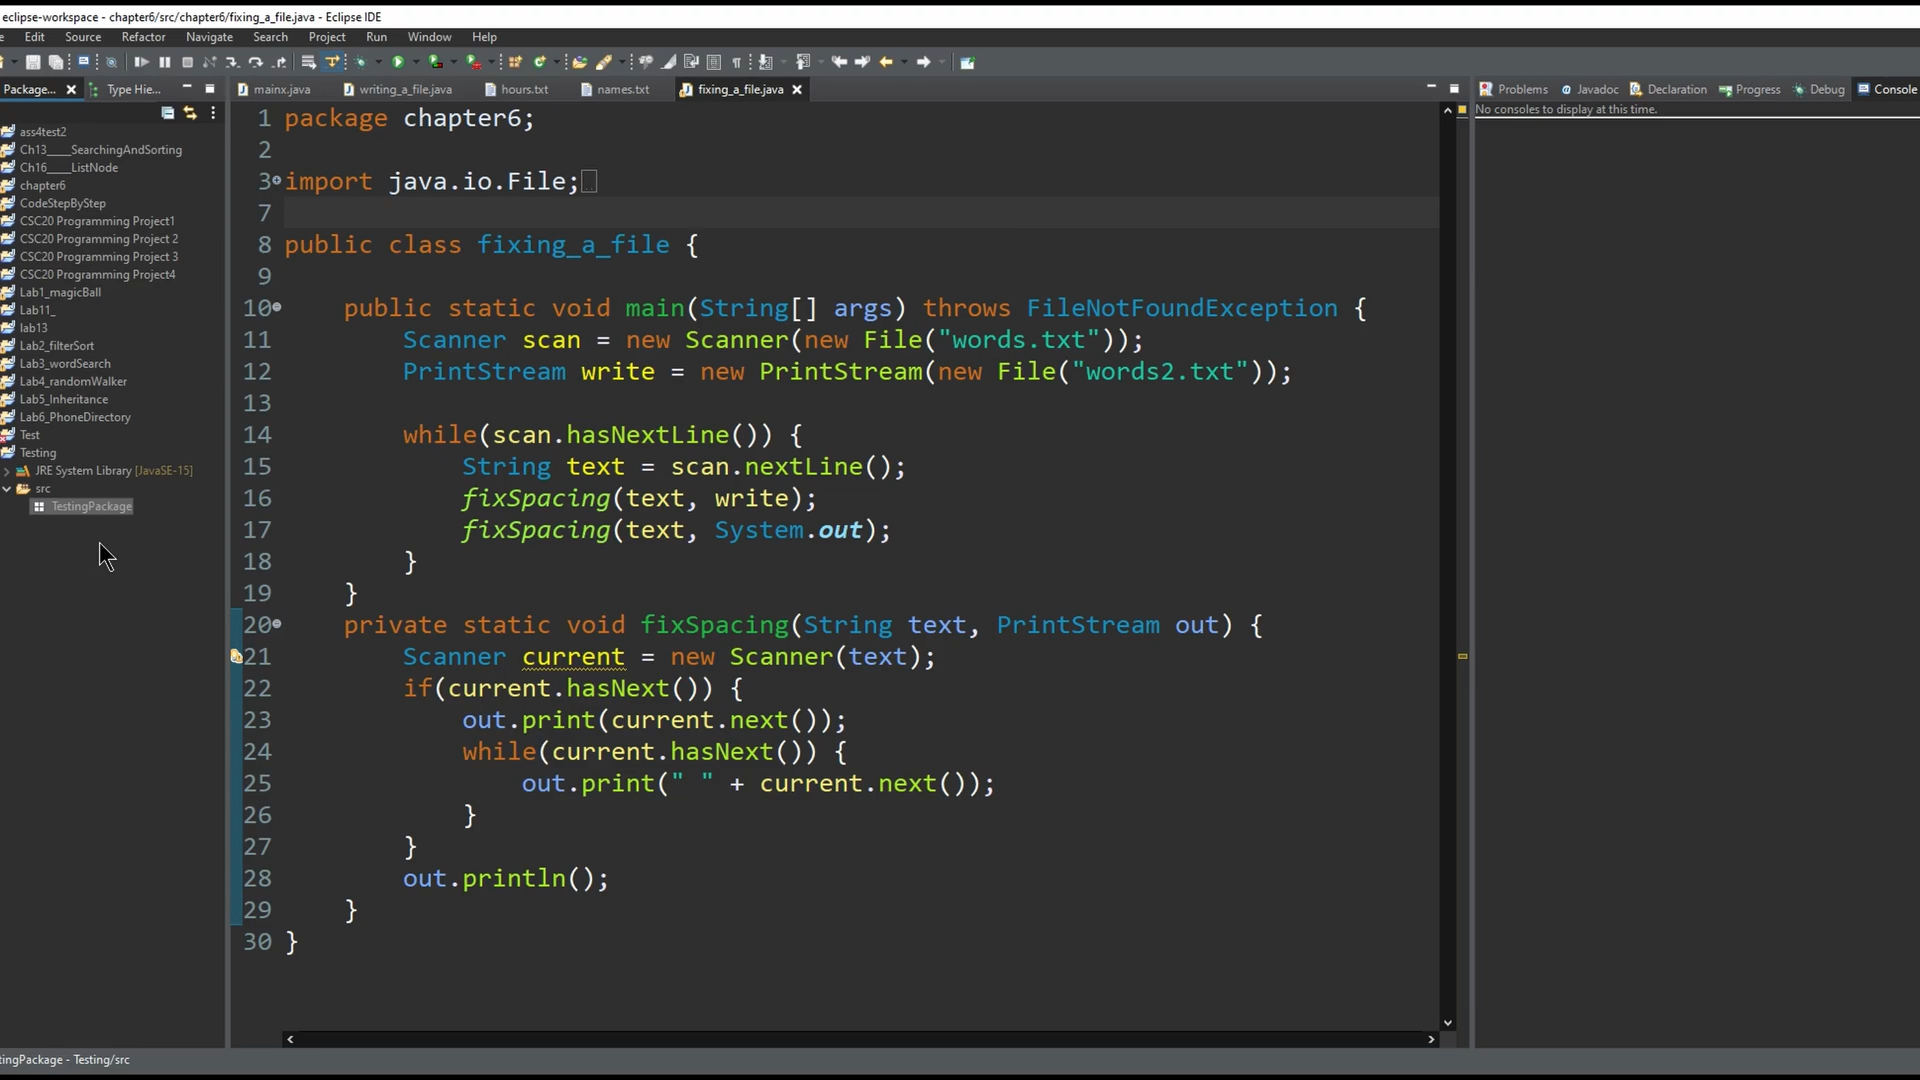 eclipse-workspace - chapter6/src/chapter6/fixing_a_file.java - Eclipse IDE
Edit Source Refactor Navigate Search Project Run Window Help
Package... Type Hie...
mainx.java writing_a_file.java hours.txt names.txt fixing_a_file.java
Problems Javadoc Declaration Progress Debug Console
No consoles to display at this time.
ass4test2
Ch13____SearchingAndSorting
Ch16____ListNode
chapter6
CodeStepByStep
CSC20 Programming Project1
CSC20 Programming Project 2
CSC20 Programming Project 3
CSC20 Programming Project4
Lab1_magicBall
Lab11_
lab13
Lab2_filterSort
Lab3_wordSearch
Lab4_randomWalker
Lab5_Inheritance
Lab6_PhoneDirectory
Test
Testing
JRE System Library [JavaSE-15]
src
TestingPackage
1 package chapter6;
2
3 import java.io.File;
7
8 public class fixing_a_file {
9
10 public static void main(String[] args) throws FileNotFoundException {
11 Scanner scan = new Scanner(new File("words.txt"));
12 PrintStream write = new PrintStream(new File("words2.txt"));
13
14 while(scan.hasNextLine()) {
15 String text = scan.nextLine();
16 fixSpacing(text, write);
17 fixSpacing(text, System.out);
18 }
19 }
20 private static void fixSpacing(String text, PrintStream out) {
21 Scanner current = new Scanner(text);
22 if(current.hasNext()) {
23 out.print(current.next());
24 while(current.hasNext()) {
25 out.print(" " + current.next());
26 }
27 }
28 out.println();
29 }
30 }
tingPackage - Testing/src